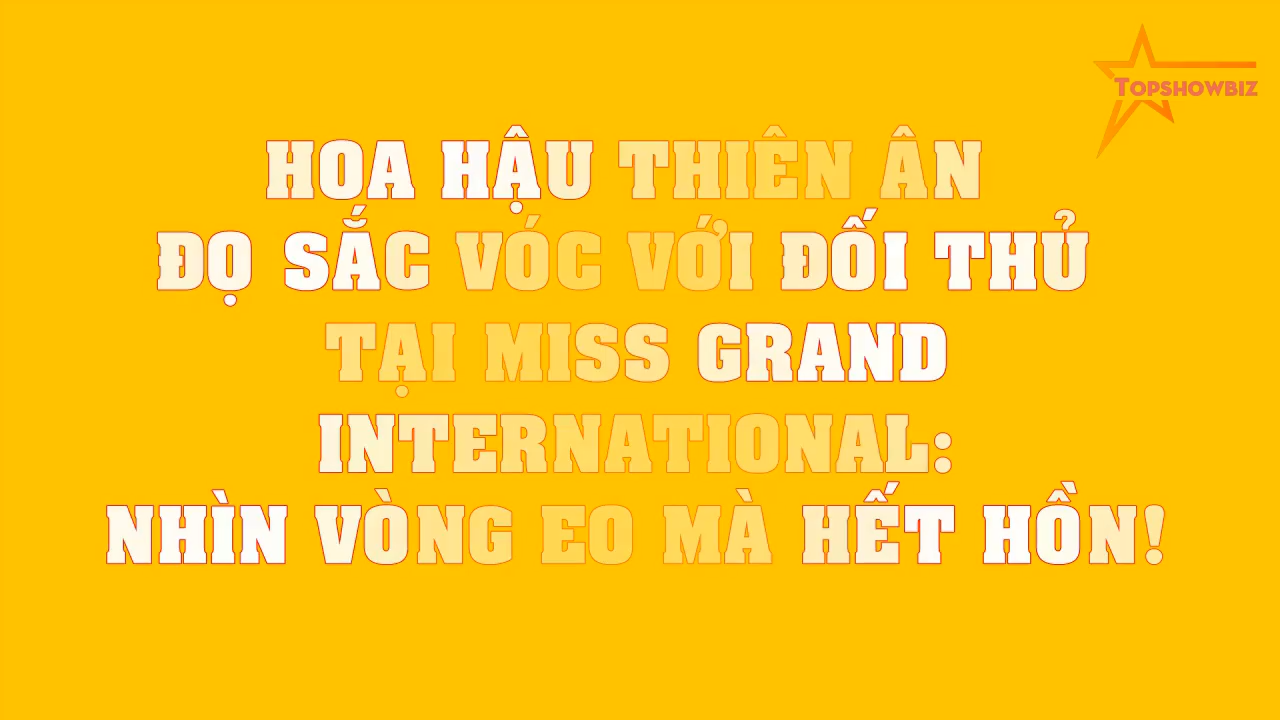 TOPSHOWBIZ
HOA HẬU THIÊN ÂN
ĐỌ SẮC VÓC VỚI ĐỐI THỦ
TẠI MISS GRAND
INTERNATIONAL:
NHÌN VÒNG EO MÀ HẾT HỒN!